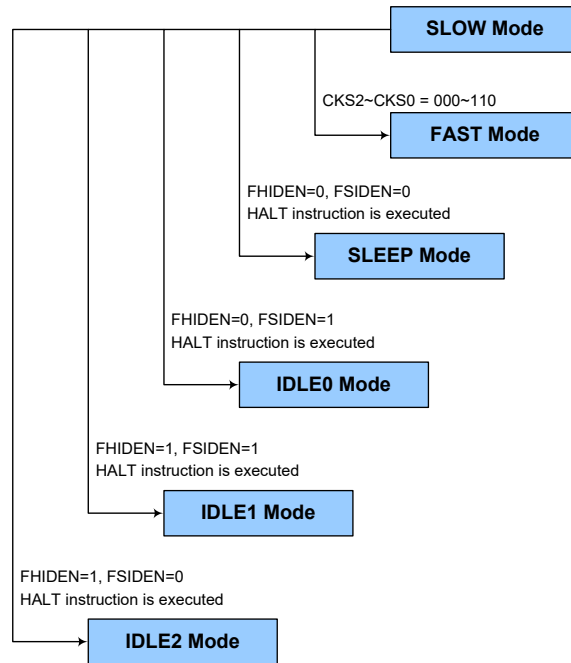 SLOW Mode
CKS2~CKS0 = 000~110
FAST Mode
FHIDEN=0, FSIDEN=0
HALT instruction is executed
SLEEP Mode
FHIDEN=0, FSIDEN=1
HALT instruction is executed
IDLE0 Mode
FHIDEN=1, FSIDEN=1
HALT instruction is executed
IDLE1 Mode
FHIDEN=1, FSIDEN=0
HALT instruction is executed
IDLE2 Mode